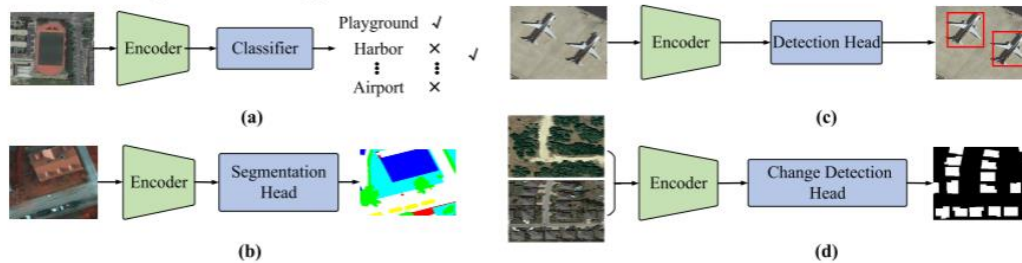 Encoder
Classifier
Playground √
Harbor ×
Airport ×
√
(a)
Encoder
Detection Head
(c)
Encoder
Segmentation
Head
(b)
Encoder
Change Detection
Head
(d)